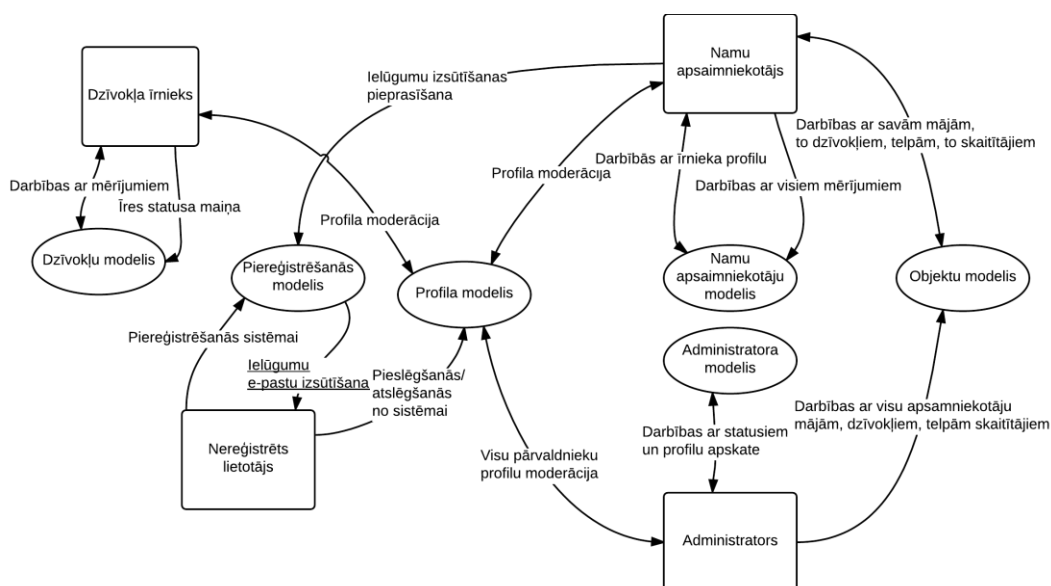 Namu
apsaimniekotājs
Dzīvokļa īrnieks
Ielūgumu izsūtīšanas
pieprasīšana
Darbības ar savām mājām,
to dzīvokļiem, telpām, to skaitītājiem
Darbībās ar īrnieka profilu
Profila moderācija
Darbības ar mērījumiem
Darbības ar visiem mērījumiem
Īres statusa maiņa
Profila moderācija
Dzīvokļu modelis
Piereģistrēšanās
modelis
Profila modelis
Namu
apsaimniekotāju
modelis
Objektu modelis
Piereģistrēšanās sistēmai
Administratora
modelis
Ielūgumu
e-pastu izsūtīšana
Pieslēgšanās/
atslēgšanās
no sistēmai
Darbības ar visu apsamniekotāju
mājām, dzīvokļiem, telpām skaitītājiem
Darbības ar statusiem
un profilu apskate
Nereģistrēts
lietotājs
Visu pārvaldnieku
profilu moderācija
Administrators